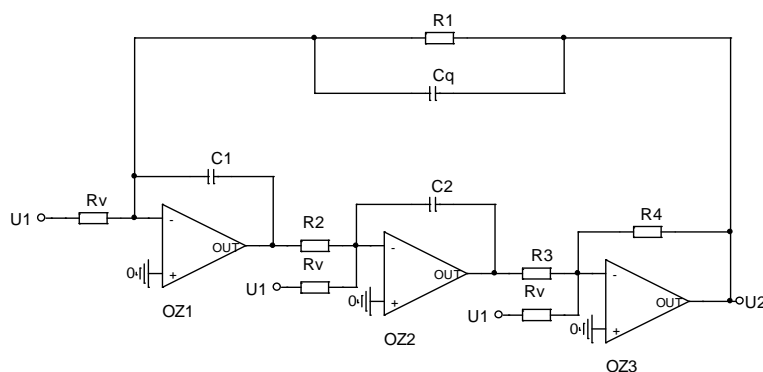 R1
Cq
C1
C2
Rv
R2
R4
R3
U1
-
-
-
OUT
OUT
OUT
Rv
Rv
U1
U1
0
+
0
+
0
+
U2
OZ1
OZ2
OZ3